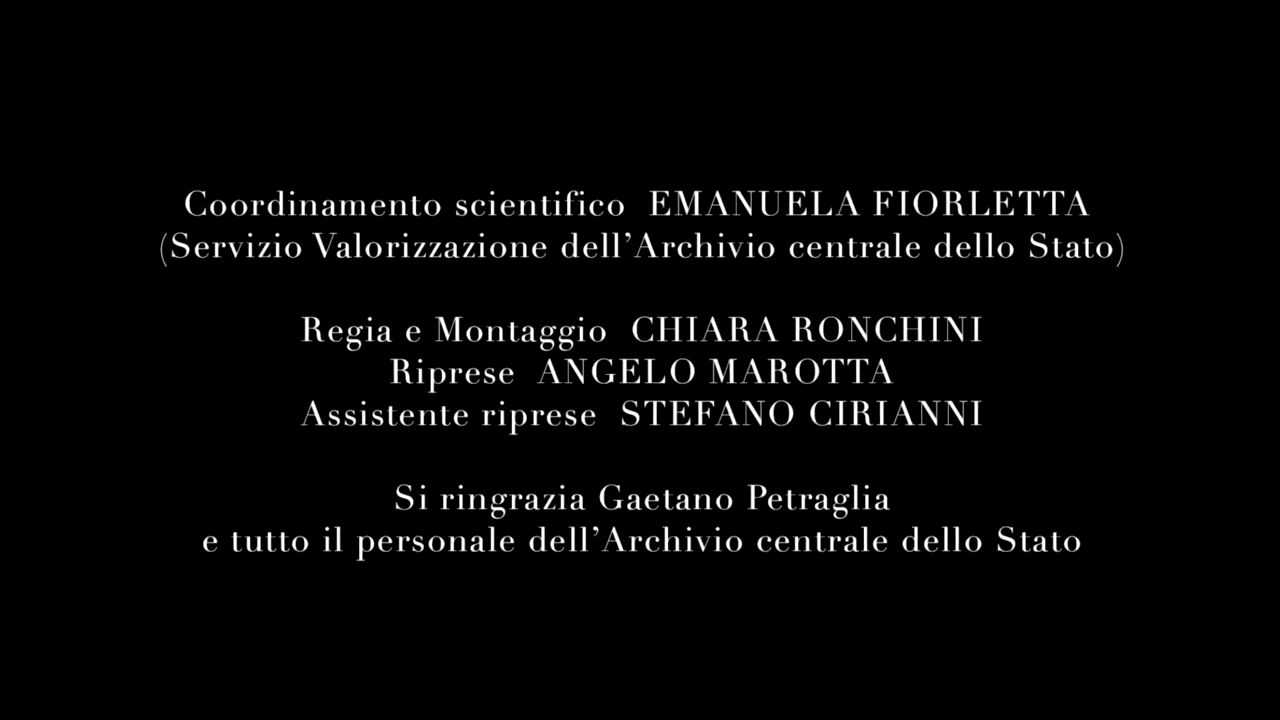 Coordinamento scientifico EMANUELA FIORLETTA
(Servizio Valorizzazione dell’Archivio centrale dello Stato)
Regia e Montaggio CHIARA RONCHINI
Riprese ANGELO MAROTTA
Assistente riprese STEFANO CIRIANNI
Si ringrazia Gaetano Petraglia
e tutto il personale dell’Archivio centrale dello Stato